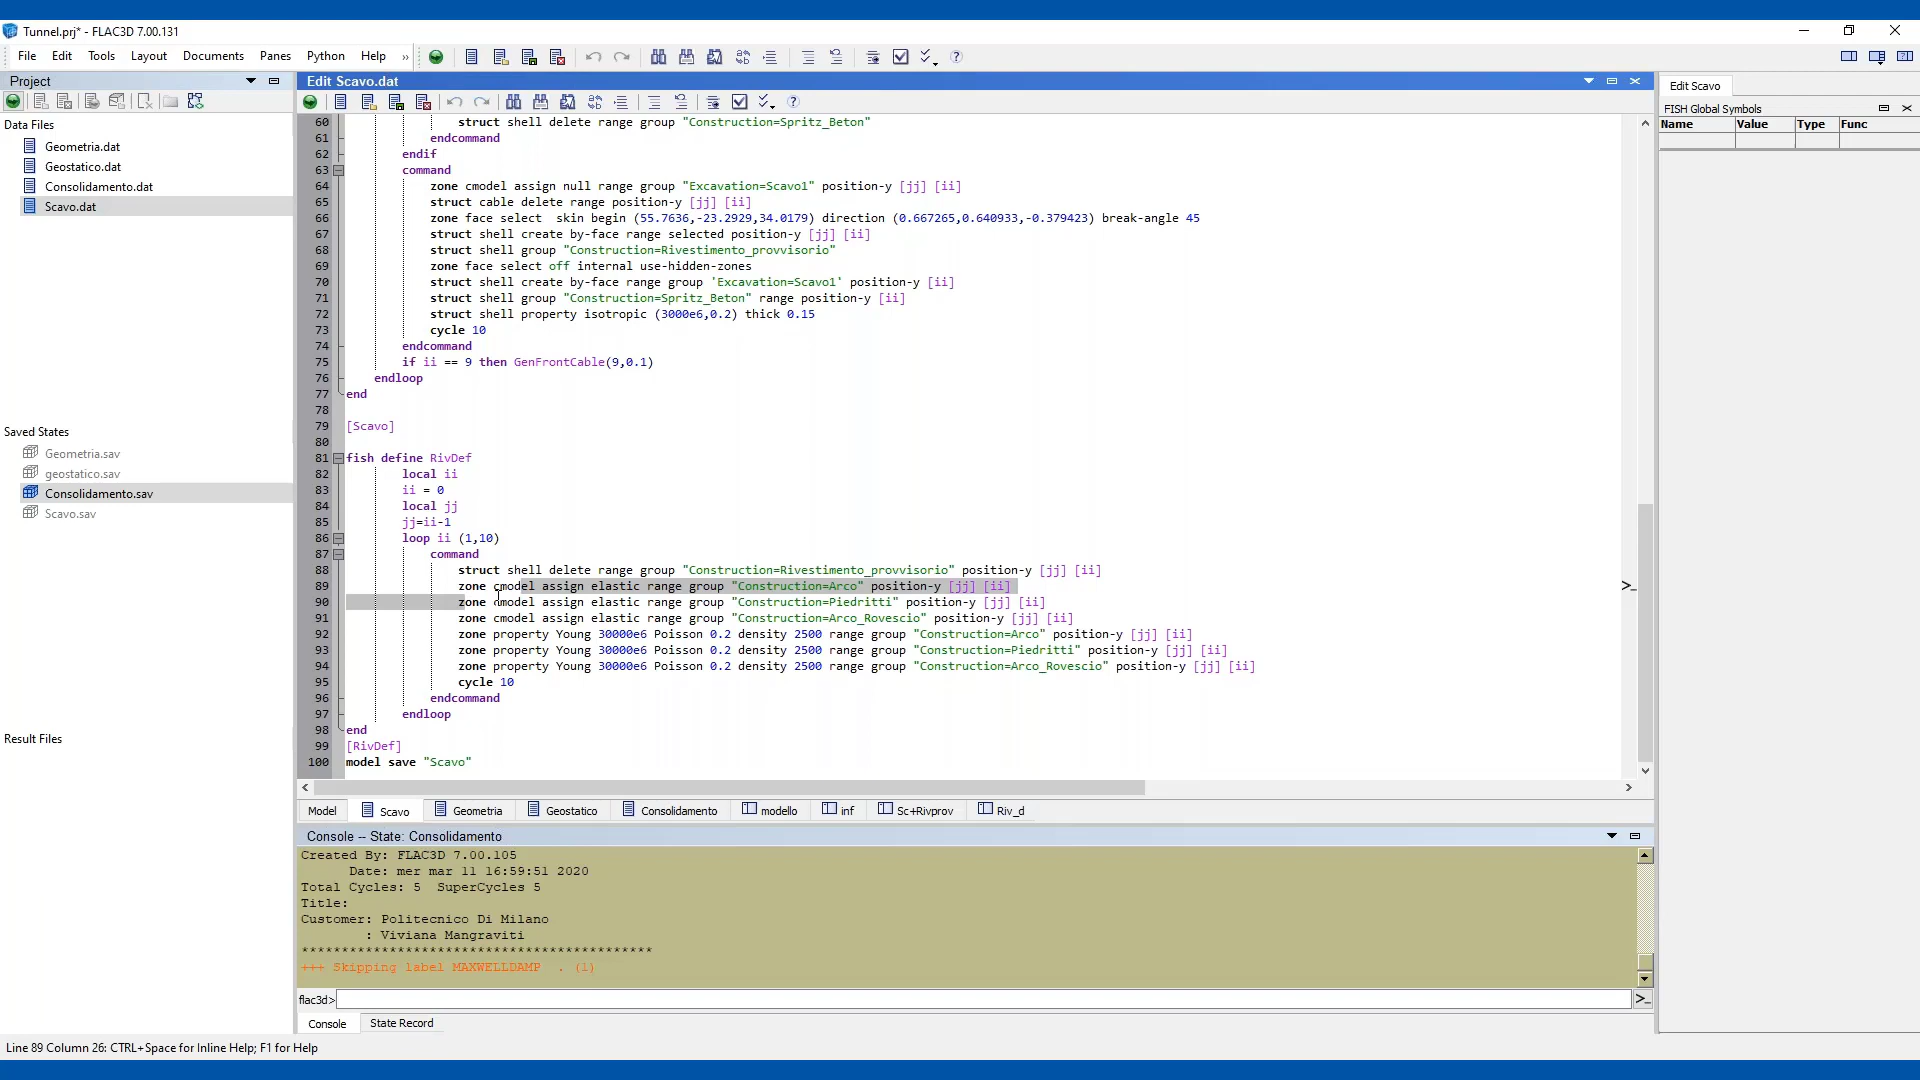 Tunnel.prj* - FLAC3D 7.00.131
File Edit Tools Layout Documents Panes Python Help »
Project
Data Files
Geometria.dat
Geostatico.dat
Consolidamento.dat
Scavo.dat
Saved States
Geometria.sav
geostatico.sav
Consolidamento.sav
Scavo.sav
Result Files
Edit Scavo.dat
60 struct shell delete range group "Construction=Spritz_Beton"
61 endcommand
62 endif
63 command
64 zone cmodel assign null range group "Excavation=Scavo1" position-y [jj] [ii]
65 struct cable delete range position-y [jj] [ii]
66 zone face select skin begin (55.7636,-23.2929,34.0179) direction (0.667265,0.640933,-0.379423) break-angle 45
67 struct shell create by-face range selected position-y [jj] [ii]
68 struct shell group "Construction=Rivestimento_provvisorio"
69 zone face select off internal use-hidden-zones
70 struct shell create by-face range group 'Excavation=Scavo1' position-y [ii]
71 struct shell group "Construction=Spritz_Beton" range position-y [ii]
72 struct shell property isotropic (3000e6,0.2) thick 0.15
73 cycle 10
74 endcommand
75 if ii == 9 then GenFrontCable(9,0.1)
76 endloop
77 end
78
79 [Scavo]
80
81 fish define RivDef
82 local ii
83 ii = 0
84 local jj
85 jj=ii-1
86 loop ii (1,10)
87 command
88 struct shell delete range group "Construction=Rivestimento_provvisorio" position-y [jj] [ii]
89 zone cmodel assign elastic range group "Construction=Arco" position-y [jj] [ii]
90 zone cmodel assign elastic range group "Construction=Piedritti" position-y [jj] [ii]
91 zone cmodel assign elastic range group "Construction=Arco_Rovescio" position-y [jj] [ii]
92 zone property Young 30000e6 Poisson 0.2 density 2500 range group "Construction=Arco" position-y [jj] [ii]
93 zone property Young 30000e6 Poisson 0.2 density 2500 range group "Construction=Piedritti" position-y [jj] [ii]
94 zone property Young 30000e6 Poisson 0.2 density 2500 range group "Construction=Arco_Rovescio" position-y [jj] [ii]
95 cycle 10
96 endcommand
97 endloop
98 end
99 [RivDef]
100 model save "Scavo"
Model Scavo Geometria Geostatico Consolidamento modello inf Sc+Rivprov Riv_d
Console -- State: Consolidamento
Created By: FLAC3D 7.00.105
Date: mer mar 11 16:59:51 2020
Total Cycles: 5 SuperCycles 5
Title:
Customer: Politecnico Di Milano
: Viviana Mangraviti
********************************************
+++ Skipping label MAXWELLDAMP . (1)
flac3d>
Console State Record
Edit Scavo
FISH Global Symbols
Name Value Type Func
Line 89 Column 26: CTRL+Space for Inline Help; F1 for Help